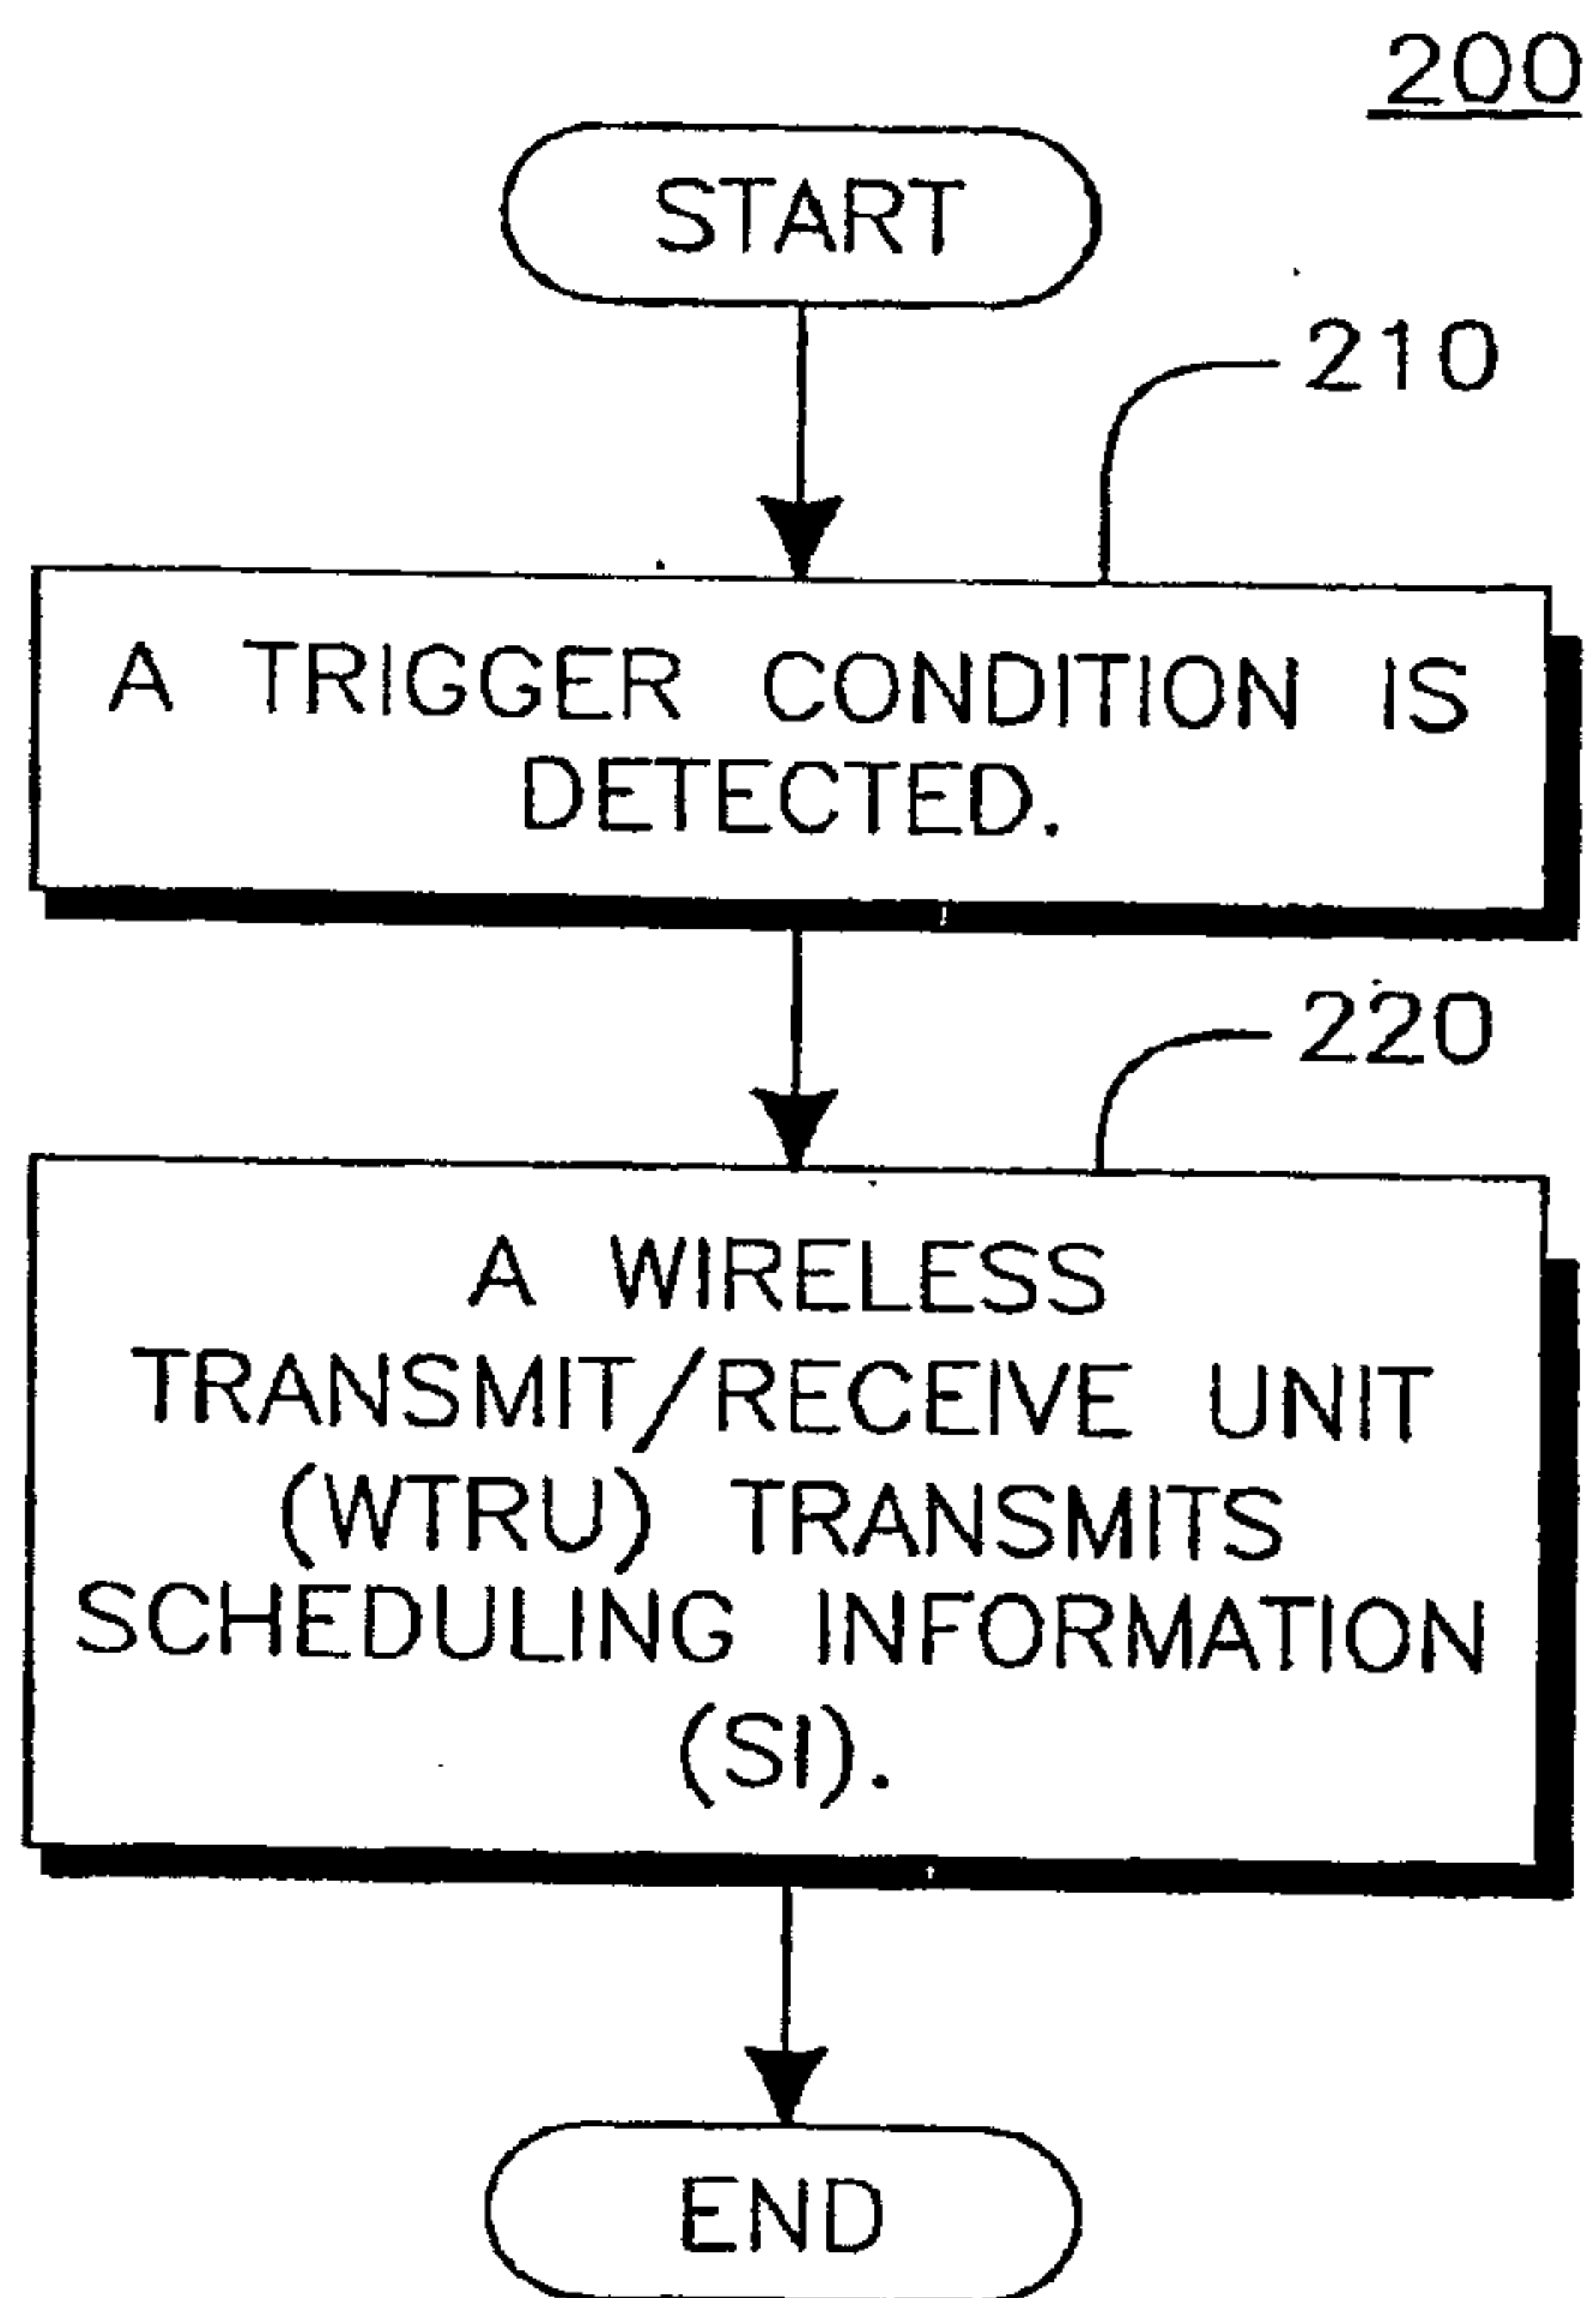 200
START
210
A TRIGGER CONDITION IS
DETECTED.
220
A WIRELESS
TRANSMIT/RECEIVE UNIT
(WTRU) TRANSMITS
SCHEDULING INFORMATION
(SI).
END